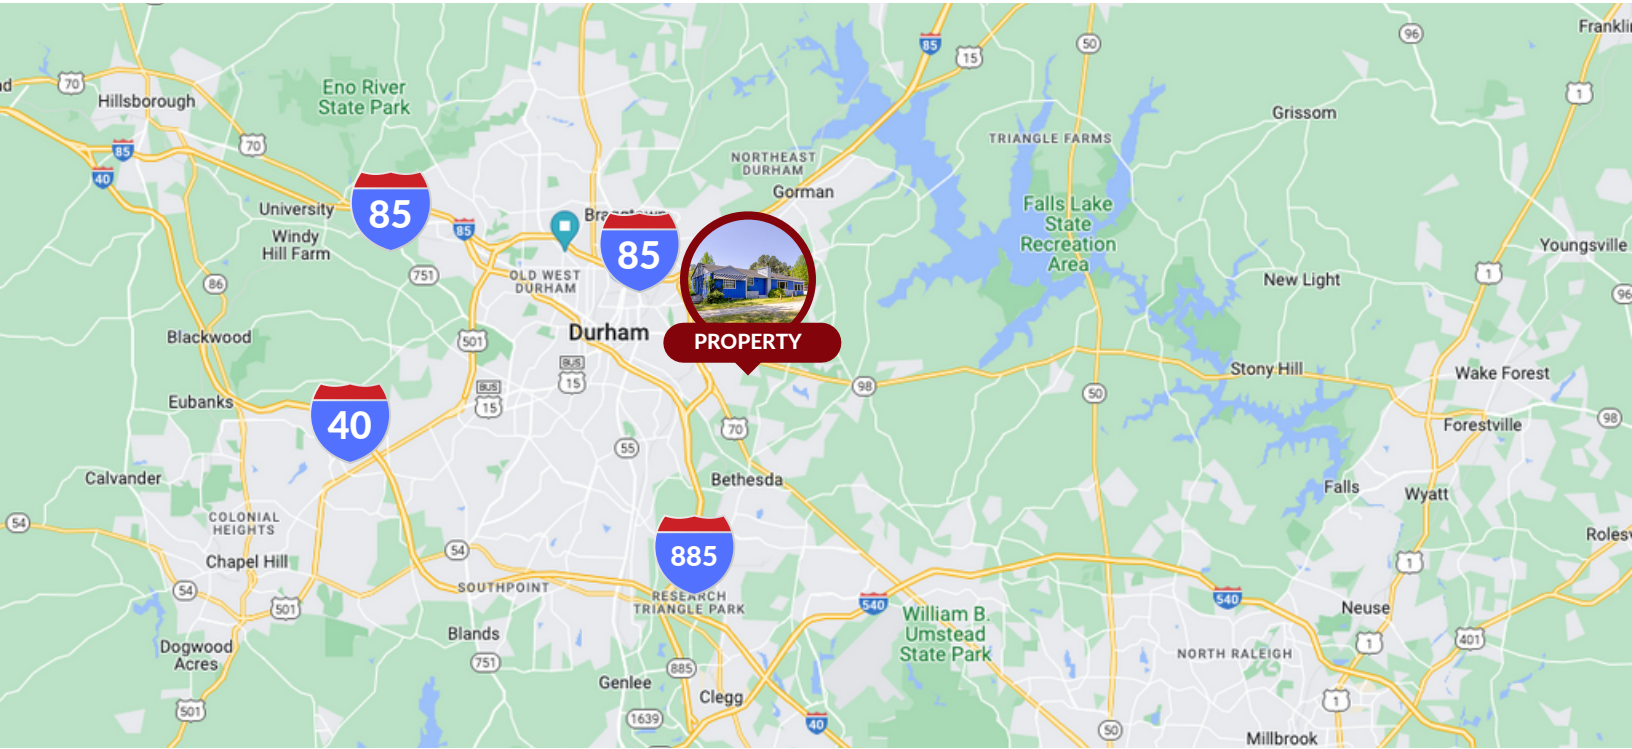 85
15
50
96
Franklin
70
Hillsborough
Eno River
State Park
1
Grissom
TRIANGLE FARMS
85
40
70
NORTHEAST
DURHAM
Gorman
University
85
85
Windy
Hill Farm
85
Falls Lake
State
Recreation
Area
Youngsville
1
96
New Light
751
86
OLD WEST
DURHAM
Durham
PROPERTY
Blackwood
501
BUS
15
98
Stony Hill
Wake Forest
BUS
15
50
Eubanks
40
98
Forestville
70
55
Calvander
Bethesda
Falls
Wyatt
54
COLONIAL
HEIGHTS
Chapel Hill
54
885
1
SOUTHPOINT
RESEARCH
TRIANGLE PARK
54
501
540
540
William B.
Umstead
State Park
Neuse
Blands
Dogwood
Acres
751
885
NORTH RALEIGH
1
401
Genlee
Clegg
501
1639
40
1
50
Millbrook